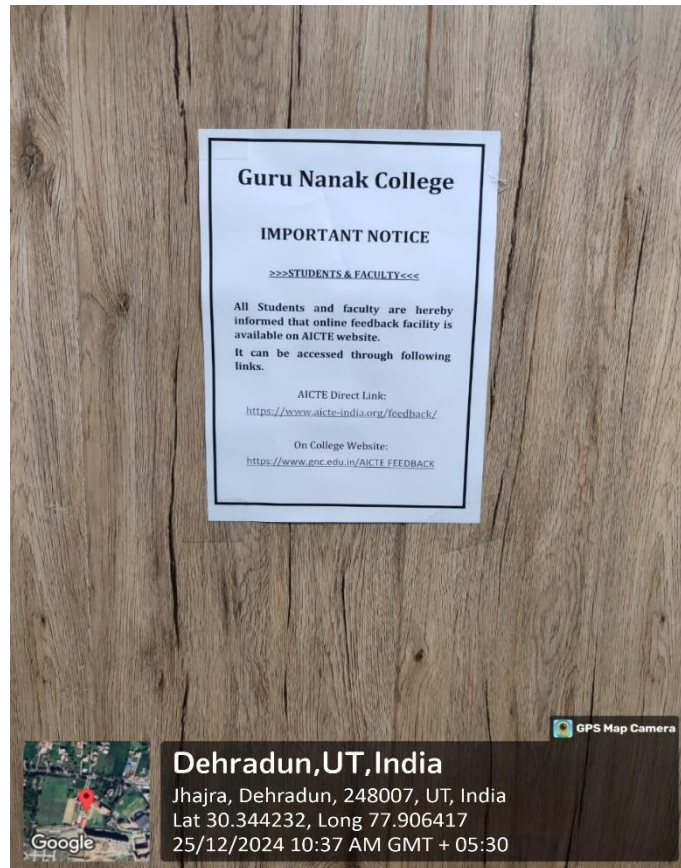 Guru Nanak College
IMPORTANT NOTICE
>>>STUDENTS & FACULTY<<<
All Students and faculty are hereby
informed that online feedback facility is
available on AICTE website.
It can be accessed through following
links.
AICTE Direct Link:
https://www.aicte-india.org/feedback/
On College Website:
https://www.gnc.edu.in/AICTE FEEDBACK
GPS Map Camera
Dehradun,UT,India
Jhajra, Dehradun, 248007, UT, India
Lat 30.344232, Long 77.906417
25/12/2024 10:37 AM GMT + 05:30
Google